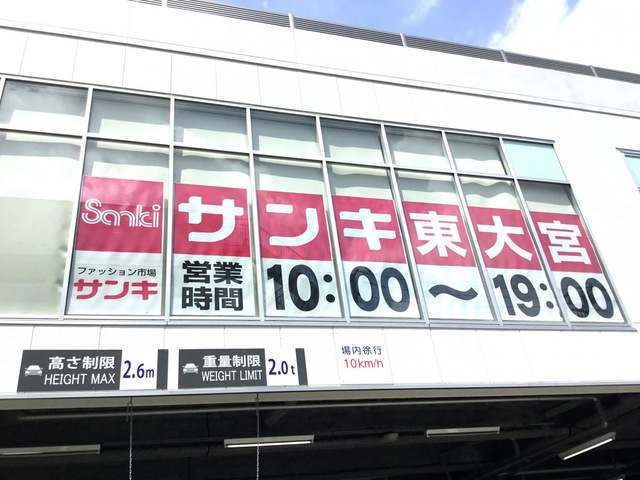 Sanki
ファッション市場
サンキ
サンキ東大宮
営業時間 10:00～19:00
高さ制限
HEIGHT MAX
2.6m
重量制限
WEIGHT LIMIT
2.0t
場内徐行
10km/h